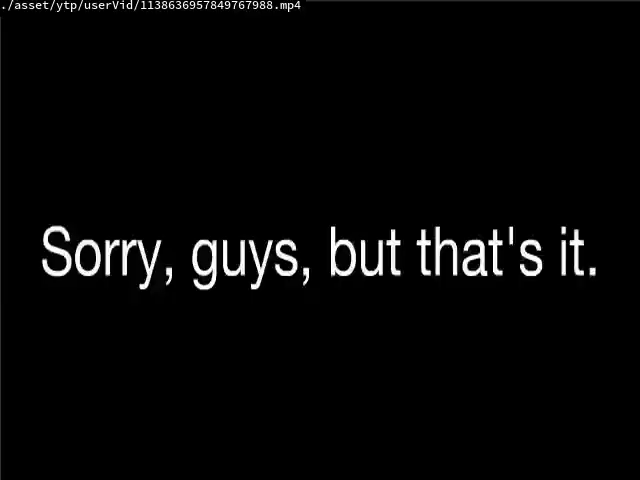 ./asset/ytp/userVid/1138636957849767988.mp4
Sorry, guys, but that's it.